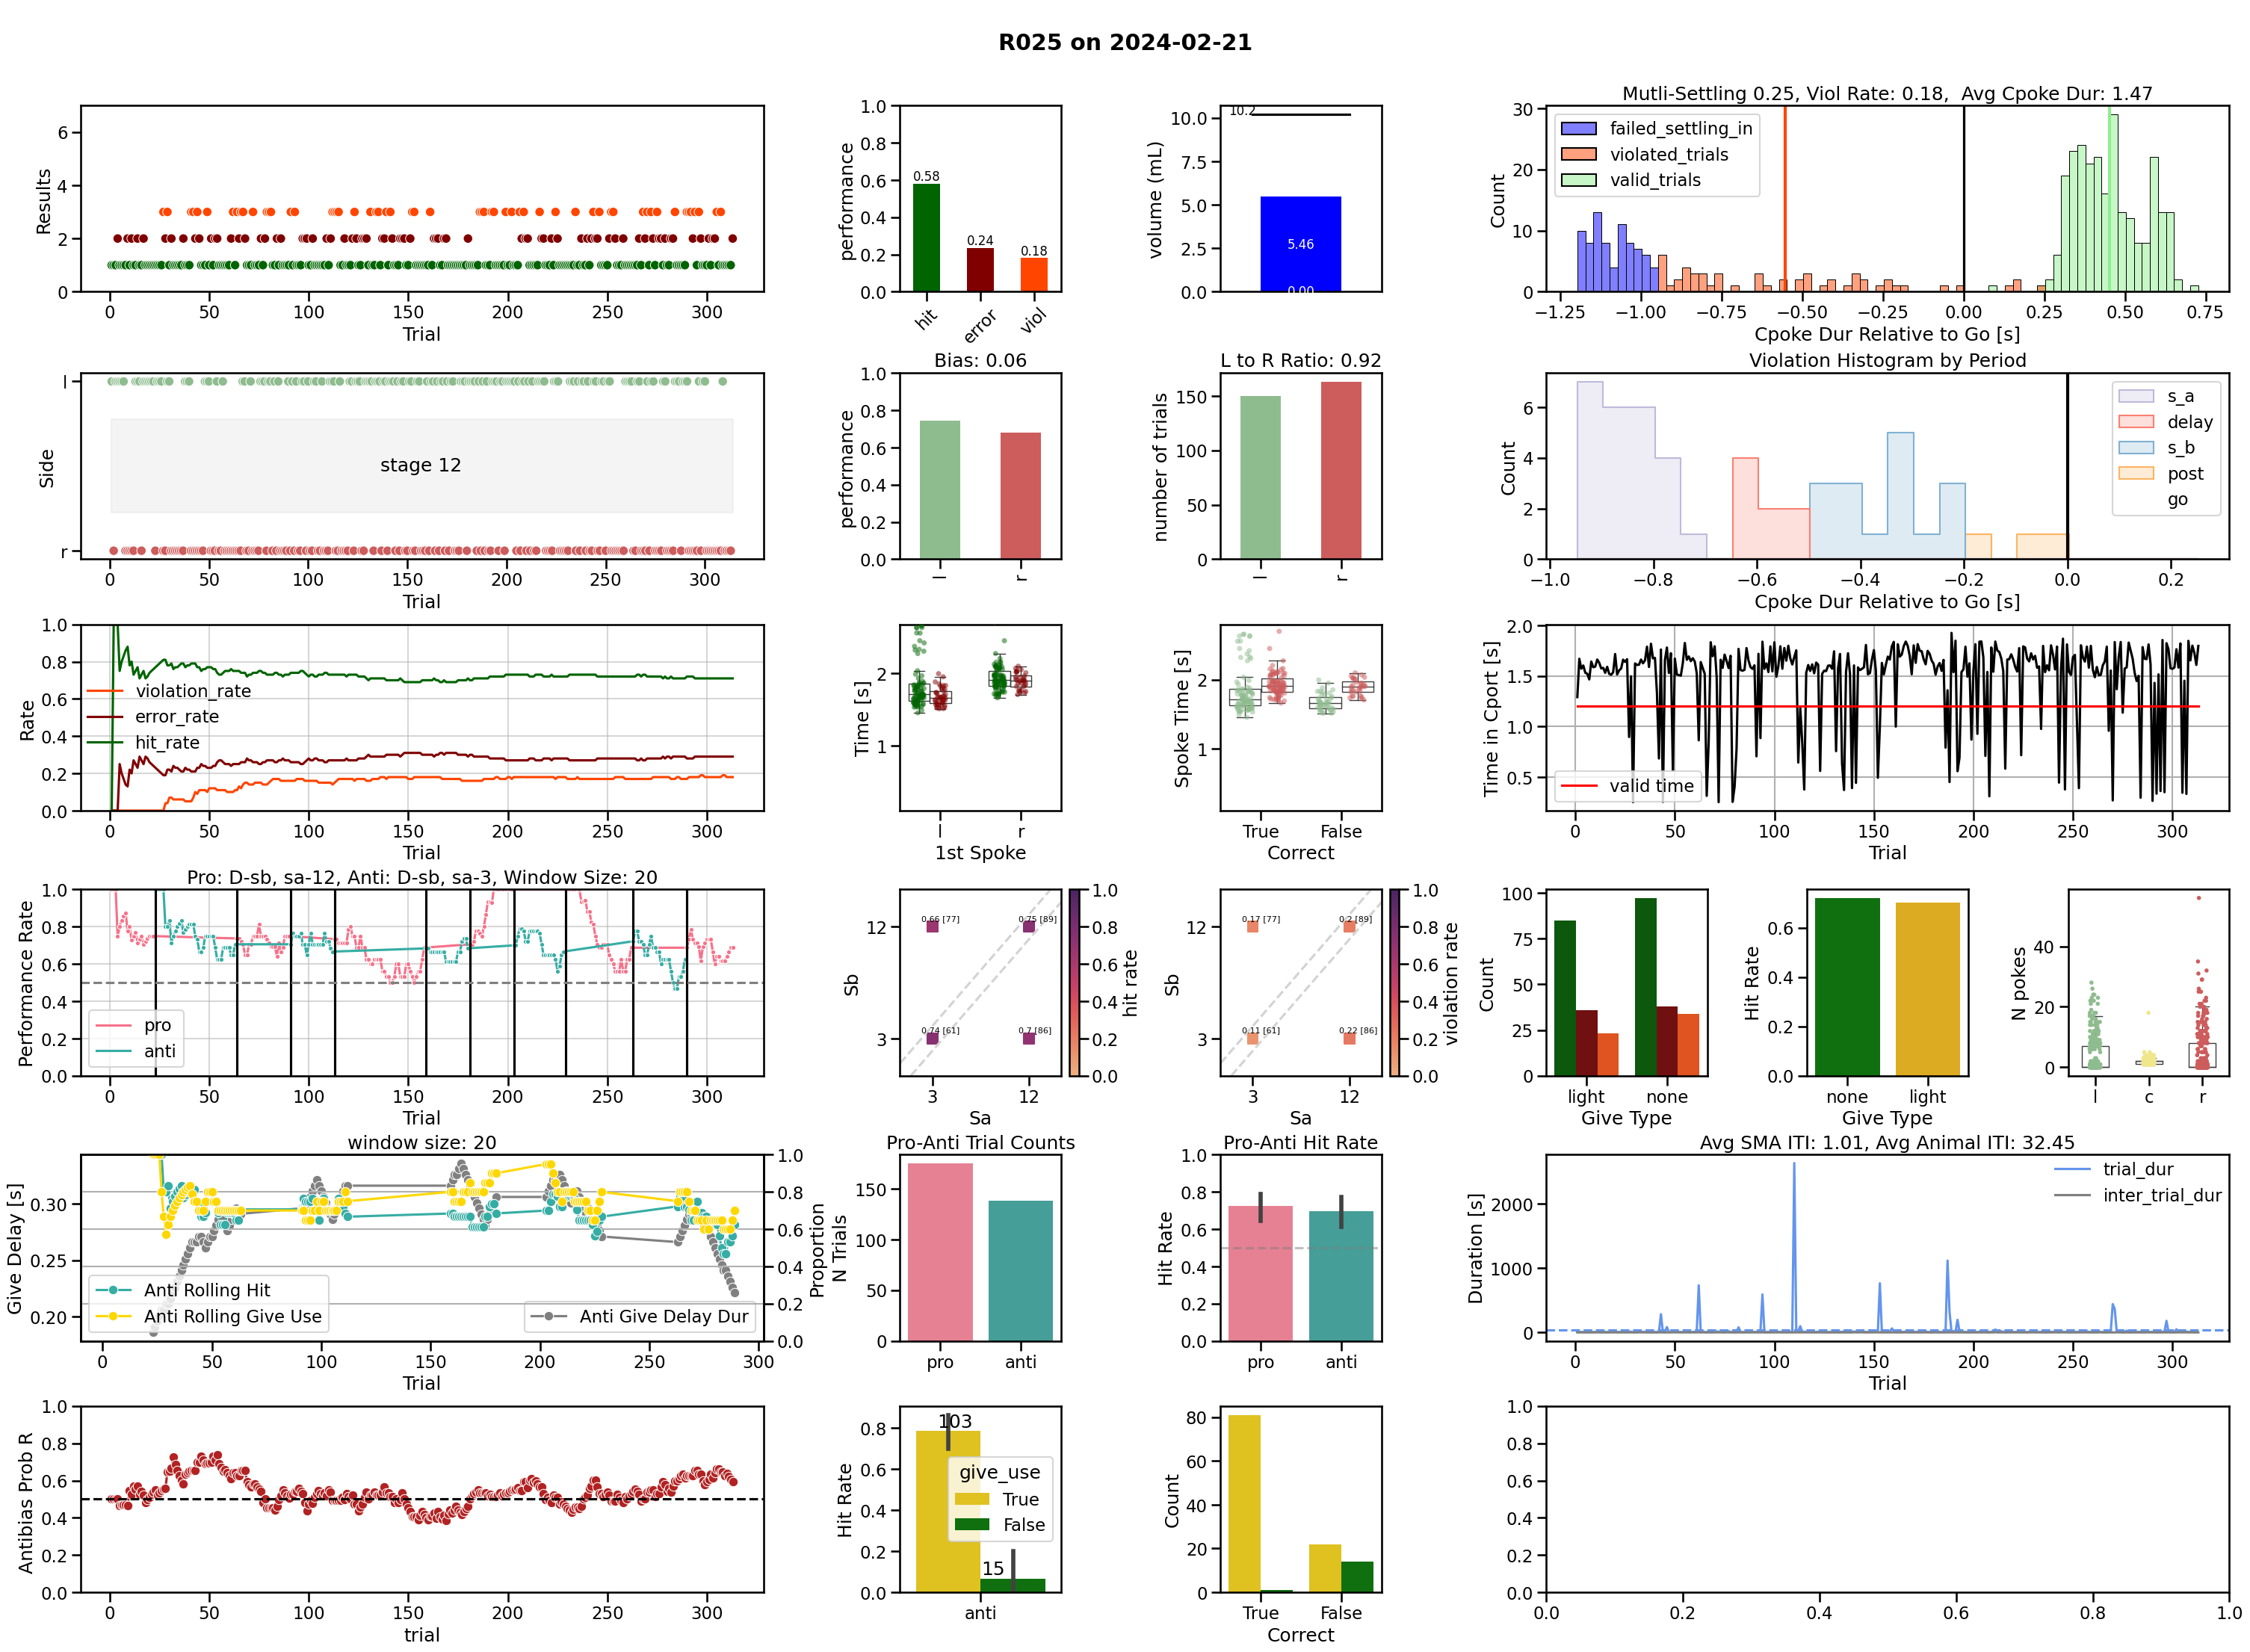 R025 on 2024-02-21
Results
6
4
2
0
0 50 100 150 200 250 300
Trial
performance
1.0
0.8
0.6
0.4
0.2
0.0
0.58
0.24
0.18
hit error viol
volume (mL)
10.0
7.5
5.0
2.5
0.0
10.2
5.46
0.00
Mutli-Settling 0.25, Viol Rate: 0.18, Avg Cpoke Dur: 1.47
Count
30
20
10
0
failed_settling_in
violated_trials
valid_trials
−1.25 −1.00 −0.75 −0.50 −0.25 0.00 0.25 0.50 0.75
Cpoke Dur Relative to Go [s]
Side
l
r
stage 12
0 50 100 150 200 250 300
Trial
Bias: 0.06
performance
1.0
0.8
0.6
0.4
0.2
0.0
l r
L to R Ratio: 0.92
number of trials
150
100
50
0
l r
Violation Histogram by Period
Count
6
4
2
0
s_a
delay
s_b
post
go
−1.0 −0.8 −0.6 −0.4 −0.2 0.0 0.2
Cpoke Dur Relative to Go [s]
Rate
1.0
0.8
0.6
0.4
0.2
0.0
violation_rate
error_rate
hit_rate
0 50 100 150 200 250 300
Trial
Time [s]
2
1
l r
1st Spoke
Spoke Time [s]
2
1
True False
Correct
Time in Cport [s]
2.0
1.5
1.0
0.5
valid time
0 50 100 150 200 250 300
Trial
Pro: D-sb, sa-12, Anti: D-sb, sa-3, Window Size: 20
Performance Rate
1.0
0.8
0.6
0.4
0.2
0.0
pro
anti
0 50 100 150 200 250 300
Trial
Sb
12
3
0.66 [77] 0.75 [89]
0.74 [61] 0.7 [86]
3 12
Sa
1.0
0.8
0.6
0.4
0.2
0.0
hit rate
Sb
12
3
0.17 [77] 0.2 [89]
0.11 [61] 0.22 [86]
3 12
Sa
1.0
0.8
0.6
0.4
0.2
0.0
violation rate
Count
100
75
50
25
0
light none
Give Type
Hit Rate
0.6
0.4
0.2
0.0
none light
Give Type
N pokes
40
20
0
l c r
window size: 20
Give Delay [s]
0.30
0.25
0.20
Anti Rolling Hit
Anti Rolling Give Use
Anti Give Delay Dur
1.0
0.8
0.6
0.4
0.2
0.0
Proportion
0 50 100 150 200 250 300
Trial
Pro-Anti Trial Counts
N Trials
150
100
50
0
pro anti
Pro-Anti Hit Rate
Hit Rate
1.0
0.8
0.6
0.4
0.2
0.0
pro anti
Avg SMA ITI: 1.01, Avg Animal ITI: 32.45
Duration [s]
2000
1000
0
trial_dur
inter_trial_dur
0 50 100 150 200 250 300
Trial
Antibias Prob R
1.0
0.8
0.6
0.4
0.2
0.0
0 50 100 150 200 250 300
trial
Hit Rate
0.8
0.6
0.4
0.2
0.0
103
15
give_use
True
False
anti
Count
80
60
40
20
0
True False
Correct
1.0
0.8
0.6
0.4
0.2
0.0
0.0 0.2 0.4 0.6 0.8 1.0